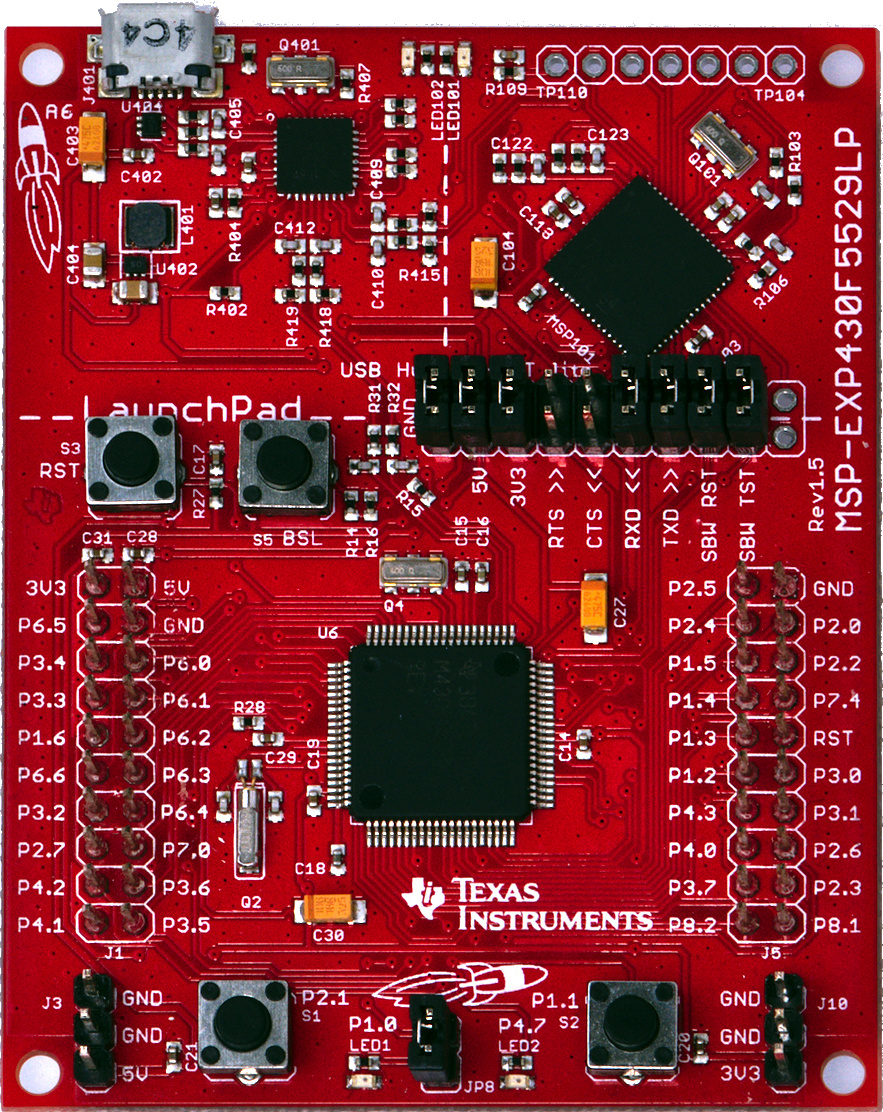 4C4
J401
U404
Q401
R407
C405
LED102
LED101
R109
TP110
TP104
A6
C403
C402
C409
C122
C123
Q101
R103
L401
R404
C412
C113
C404
U402
C410
R415
C104
R106
R402
R419
R418
MSP101
USB
R31
R32
GND
LaunchPad
S3
RST
C17
R27
S5 BSL
R14
R16
R15
C15
C16
5V
3V3
RTS >>
CTS <<
RXD <<
TXD >>
SBW RST
SBW TST
Rev1.5
MSP-EXP430F5529LP
C31
C28
Q4
C27
U6
3V3 5V
P6.5 GND
P3.4 P6.0
P3.3 P6.1
P1.6 P6.2
P6.6 P6.3
P3.2 P6.4
P2.7 P7.0
P4.2 P3.6
P4.1 P3.5
J1
R28
C29
C19
C14
C18
Q2
C30
TEXAS
INSTRUMENTS
P2.5 GND
P2.4 P2.0
P1.5 P2.2
P1.4 P7.4
P1.3 RST
P1.2 P3.0
P4.3 P3.1
P4.0 P2.6
P3.7 P2.3
P8.2 P8.1
J5
J3
GND
GND
5V
C21
P2.1
S1
P1.0
LED1
JP8
P4.7
LED2
P1.1
S2
C20
GND
GND
3V3
J10